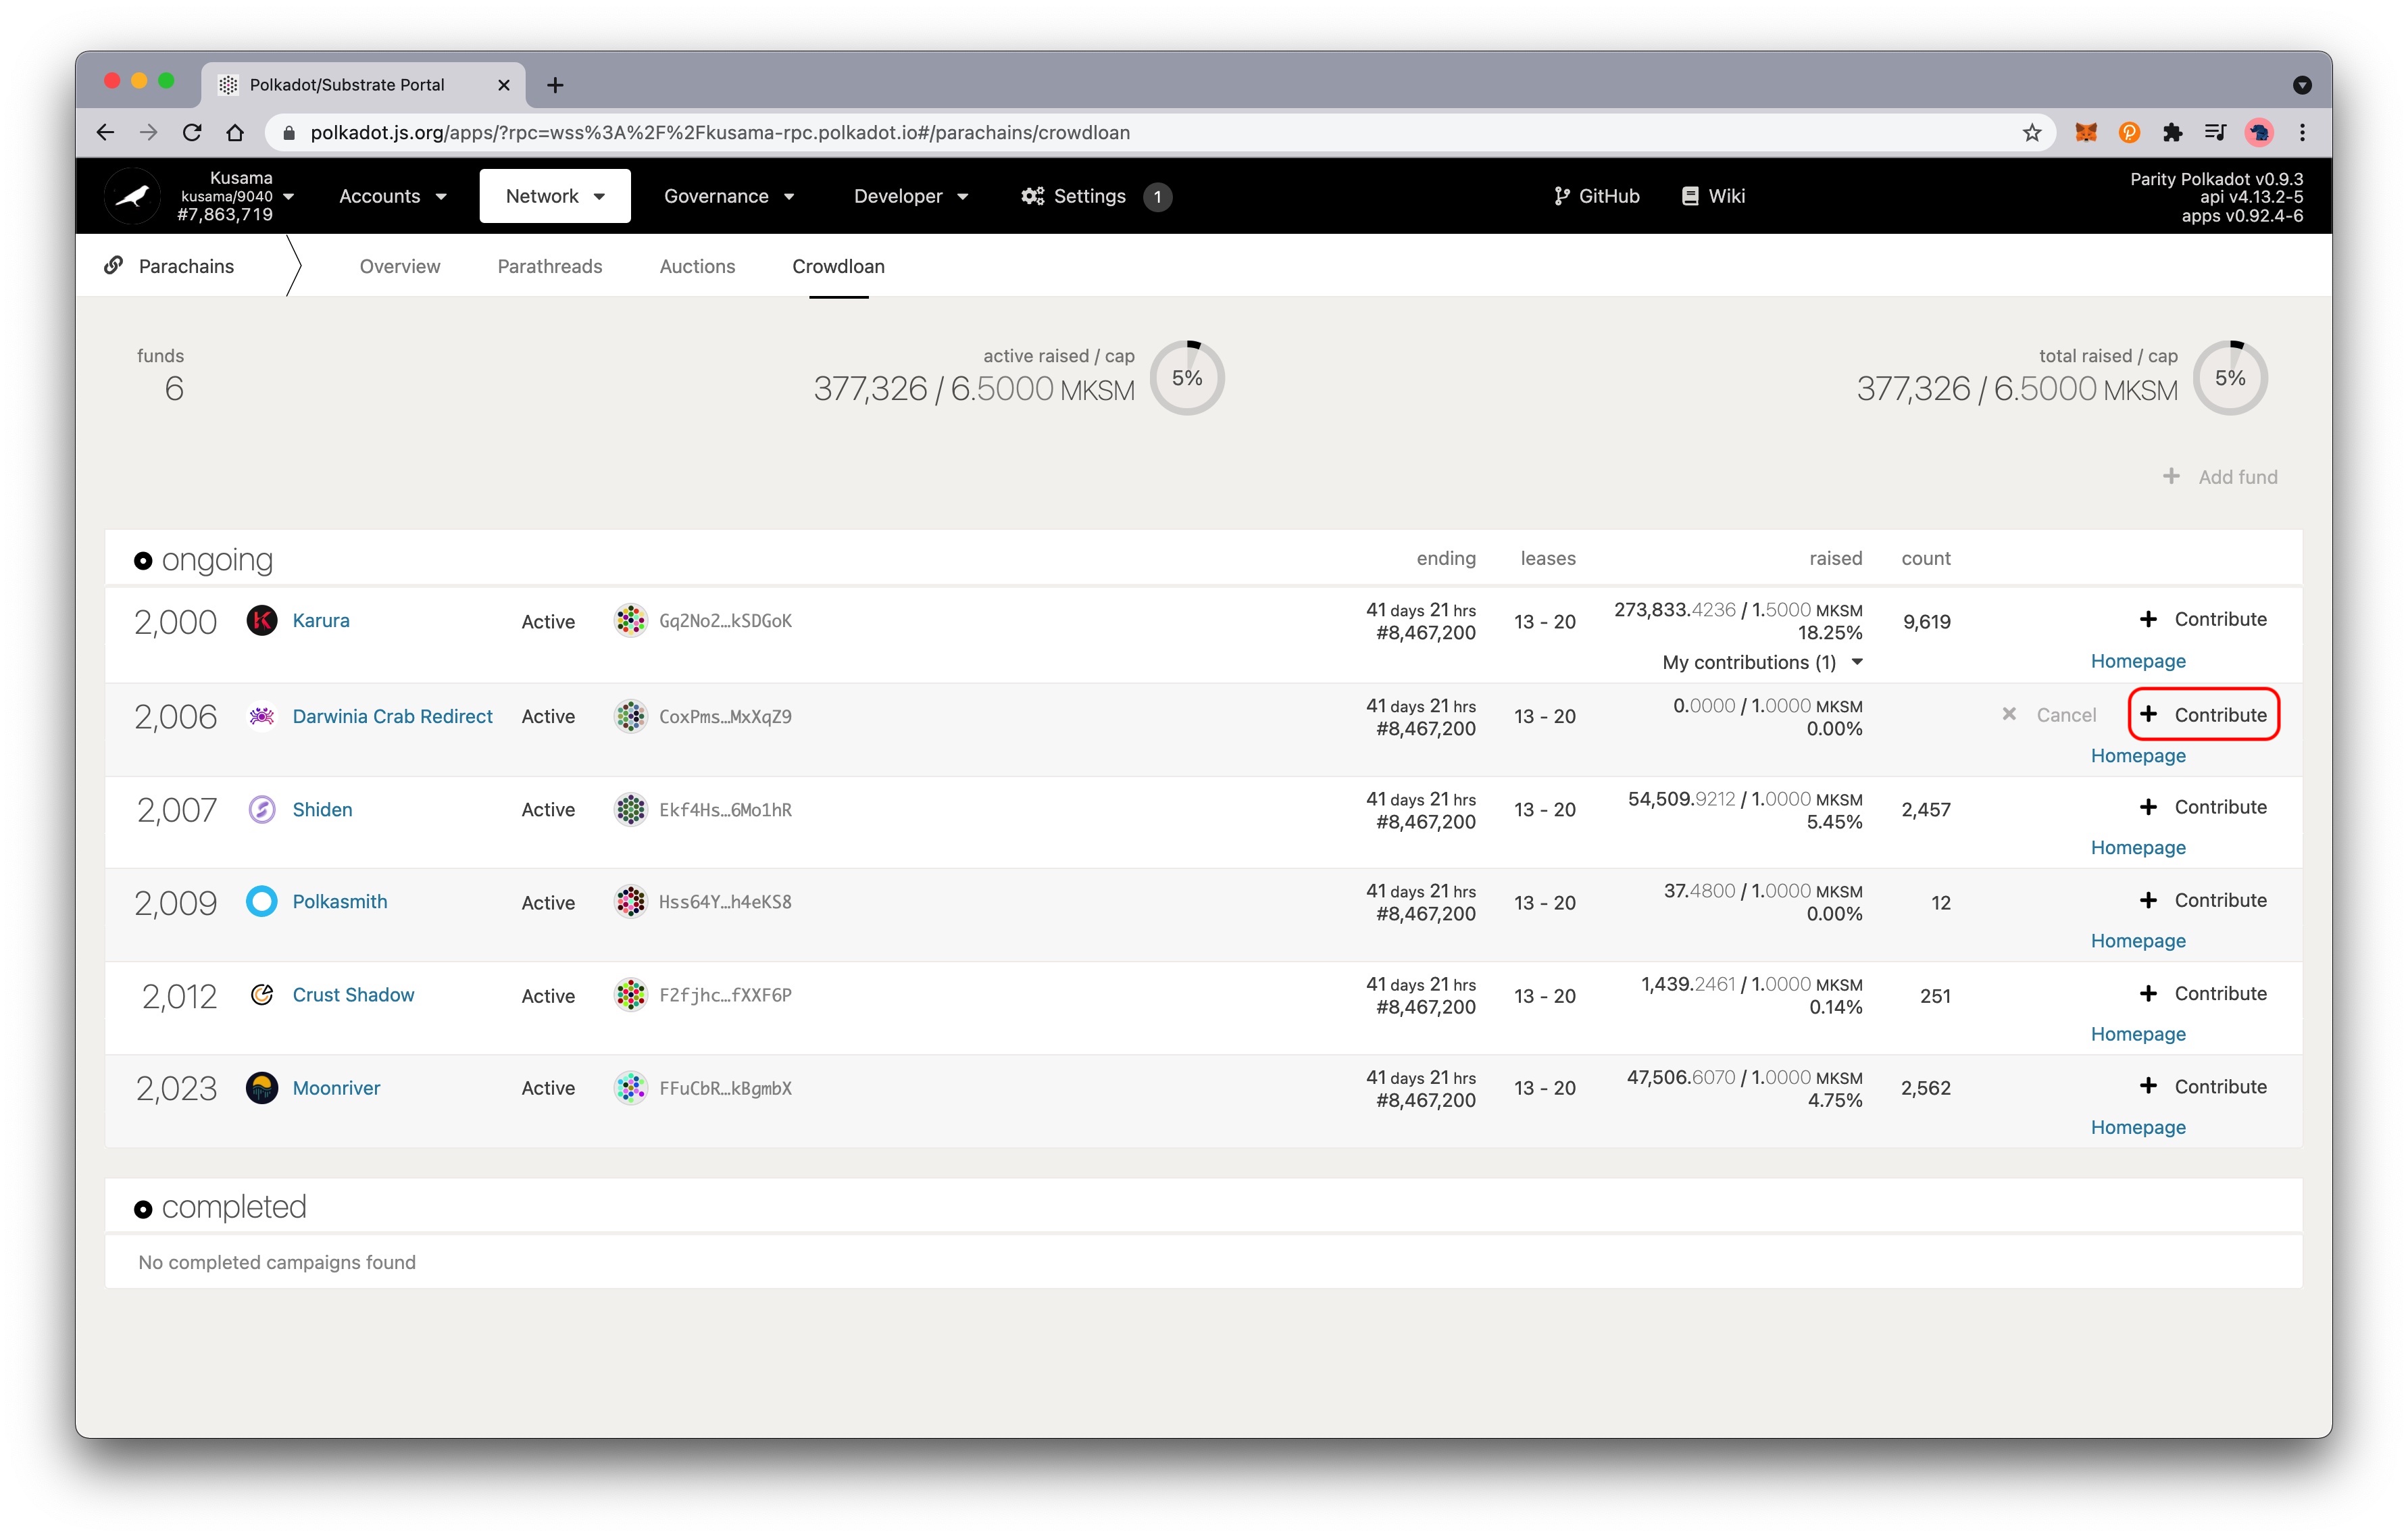 Polkadot/Substrate Portal
polkadot.js.org/apps/?rpc=wss%3A%2F%2Fkusama-rpc.polkadot.io#/parachains/crowdloan
Kusama
kusama/9040
#7,863,719
Accounts
Network
Governance
Developer
Settings 1
GitHub
Wiki
Parity Polkadot v0.9.3
api v4.13.2-5
apps v0.92.4-6
Parachains Overview Parathreads Auctions Crowdloan
funds
6
active raised / cap
377,326 / 6.5000 MKSM
5%
total raised / cap
377,326 / 6.5000 MKSM
5%
+ Add fund
ongoing ending leases raised count
2,000 Karura Active Gq2No2…kSDGoK 41 days 21 hrs 13 - 20 273,833.4236 / 1.5000 MKSM 9,619 + Contribute
#8,467,200 18.25%
My contributions (1) Homepage
2,006 Darwinia Crab Redirect Active CoxPms…MxXqZ9 41 days 21 hrs 13 - 20 0.0000 / 1.0000 MKSM Cancel + Contribute
#8,467,200 0.00%
Homepage
2,007 Shiden Active Ekf4Hs…6Mo1hR 41 days 21 hrs 13 - 20 54,509.9212 / 1.0000 MKSM 2,457 + Contribute
#8,467,200 5.45%
Homepage
2,009 Polkasmith Active Hss64Y…h4eKS8 41 days 21 hrs 13 - 20 37.4800 / 1.0000 MKSM 12 + Contribute
#8,467,200 0.00%
Homepage
2,012 Crust Shadow Active F2fjhc…fXXF6P 41 days 21 hrs 13 - 20 1,439.2461 / 1.0000 MKSM 251 + Contribute
#8,467,200 0.14%
Homepage
2,023 Moonriver Active FFuCbR…kBgmbX 41 days 21 hrs 13 - 20 47,506.6070 / 1.0000 MKSM 2,562 + Contribute
#8,467,200 4.75%
Homepage
completed
No completed campaigns found